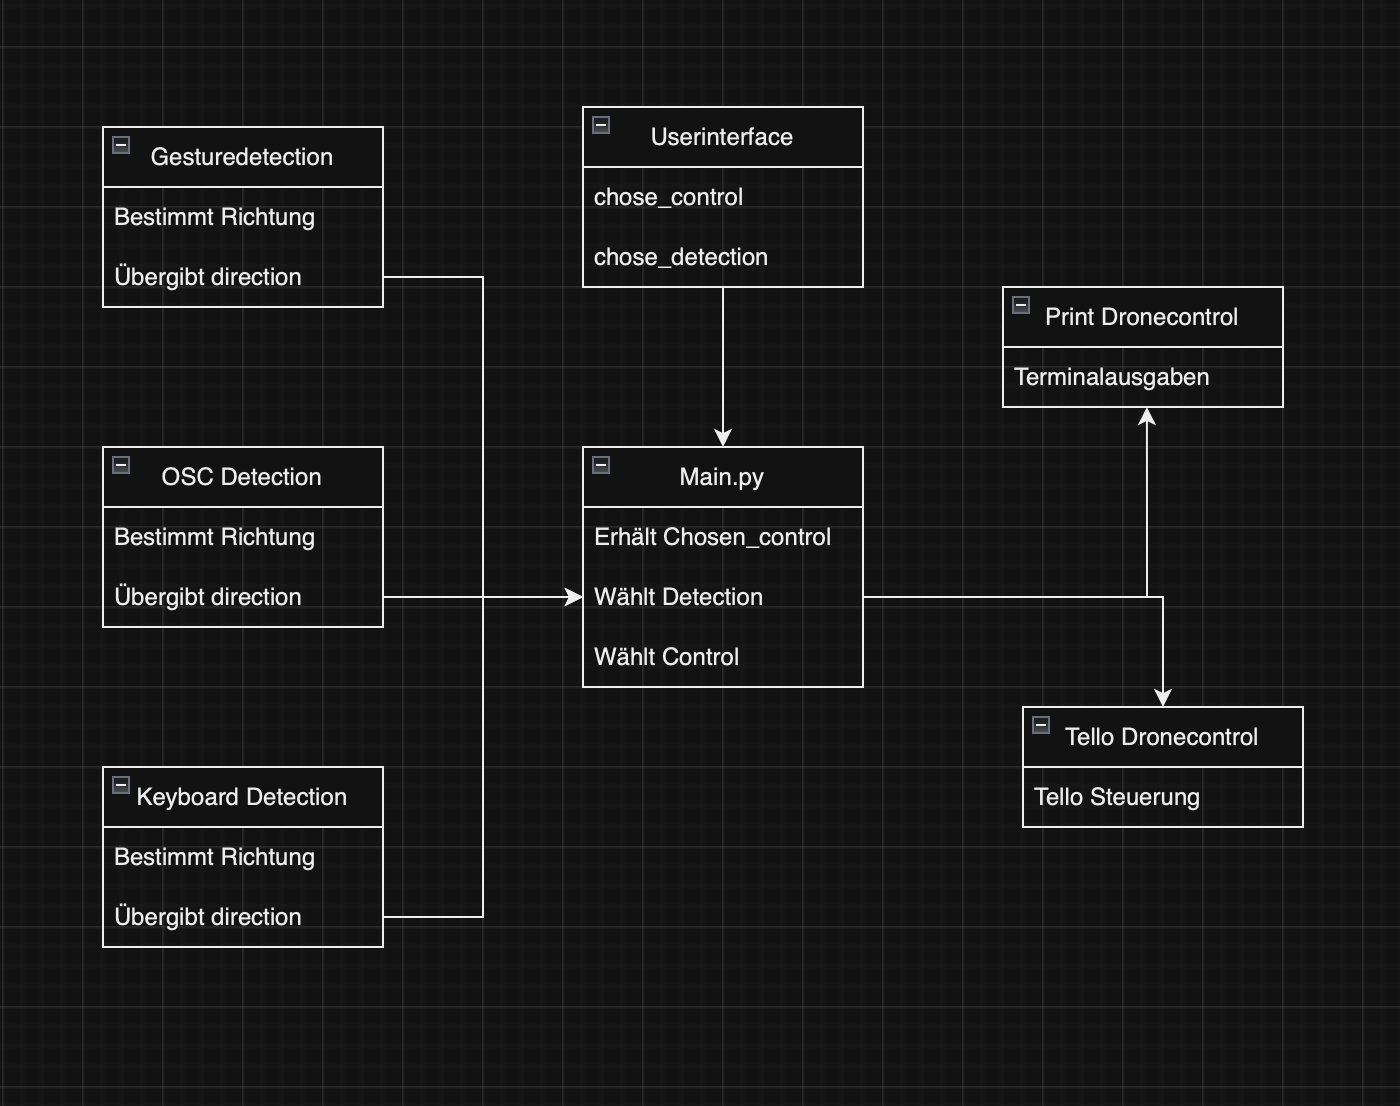 Gesturedetection
Bestimmt Richtung
Übergibt direction
Userinterface
chose_control
chose_detection
Print Dronecontrol
Terminalausgaben
OSC Detection
Bestimmt Richtung
Übergibt direction
Main.py
Erhält Chosen_control
Wählt Detection
Wählt Control
Tello Dronecontrol
Tello Steuerung
Keyboard Detection
Bestimmt Richtung
Übergibt direction